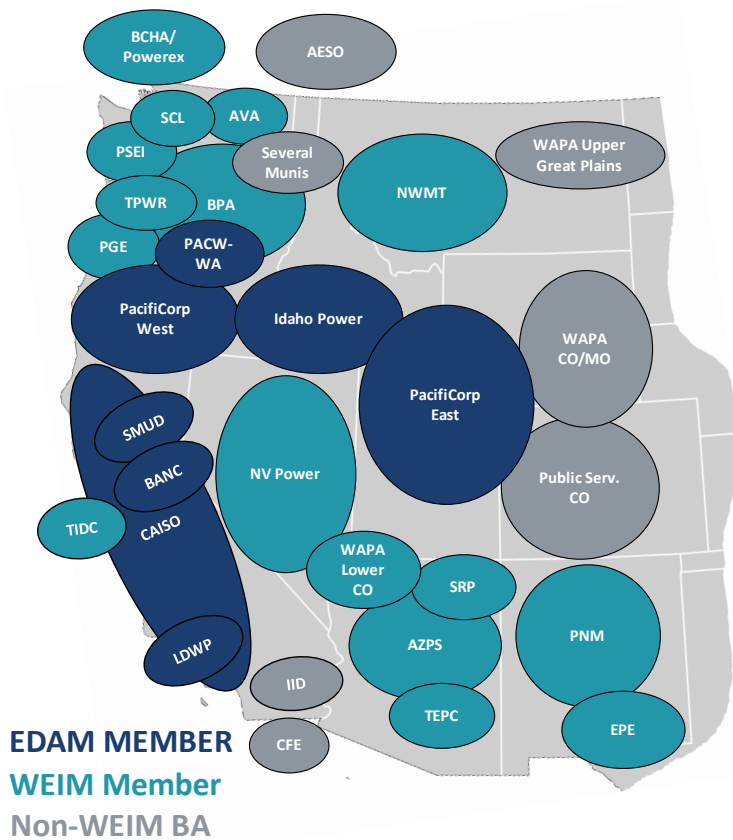 BCHA/
Powerex
AESO
SCL
AVA
PSEI
Several
Munis
WAPA Upper
Great Plains
TPWR
BPA
NWMT
PGE
PACW-
WA
PacifiCorp
West
Idaho Power
WAPA
CO/MO
PacifiCorp
East
SMUD
BANC
NV Power
Public Serv.
CO
TIDC
CAISO
WAPA
Lower
CO
SRP
LDWP
AZPS
PNM
IID
TEPC
EPE
CFE
EDAM MEMBER
WEIM Member
Non-WEIM BA